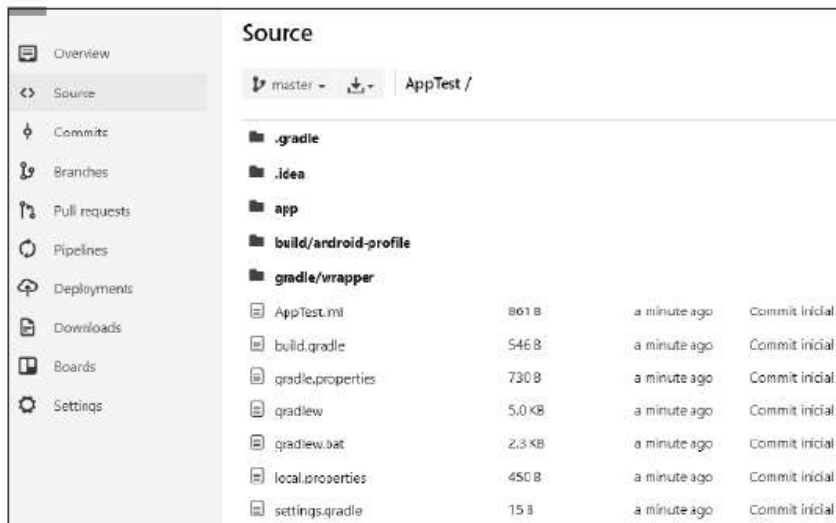 Source
Overview
Source
Commits
Branches
Pull requests
Pipelines
Deployments
Downloads
Boards
Settings
master
AppTest /
.gradle
.idea
app
build/android-profile
gradle/wrapper
AppTest.iml 861 B a minute ago Commit inicial
build.gradle 546 B a minute ago Commit inicial
gradle.properties 730 B a minute ago Commit inicial
gradlew 5.0 KB a minute ago Commit inicial
gradlew.bat 2.3 KB a minute ago Commit inicial
local.properties 450 B a minute ago Commit inicial
settings.gradle 15 B a minute ago Commit inicial